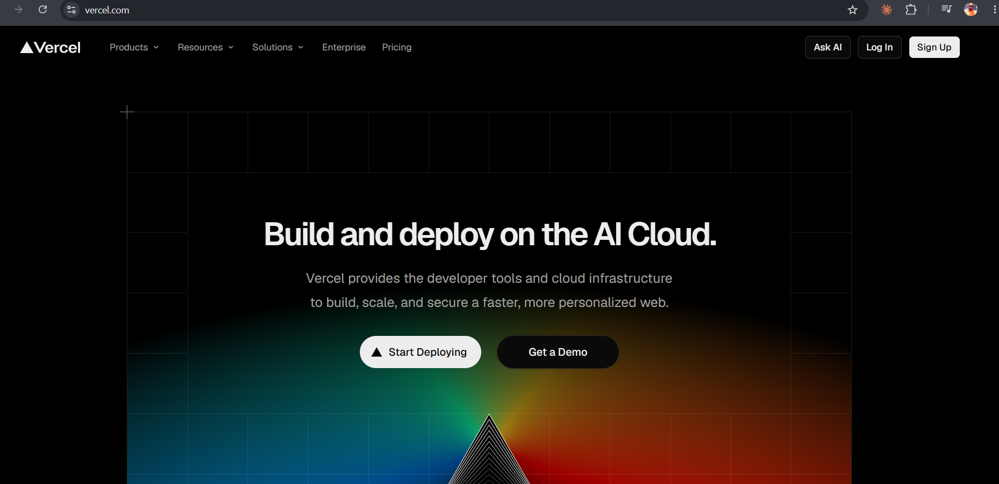 vercel.com
Vercel Products Resources Solutions Enterprise Pricing Ask AI Log In Sign Up
Build and deploy on the AI Cloud.
Vercel provides the developer tools and cloud infrastructure
to build, scale, and secure a faster, more personalized web.
Start Deploying Get a Demo